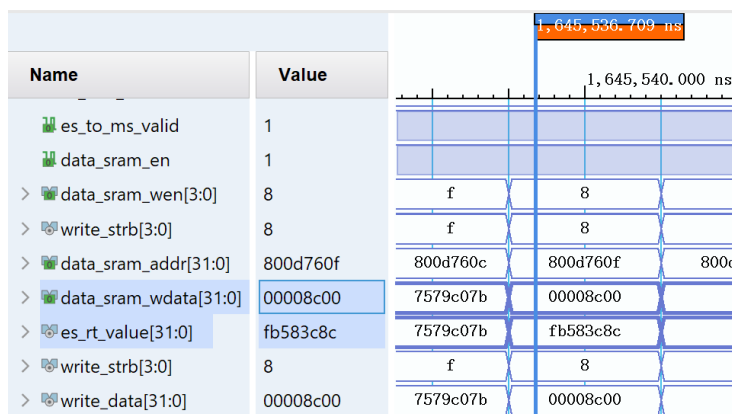 1,645,536.709 ns
Name Value 1,645,540.000 ns
es_to_ms_valid 1
data_sram_en 1
data_sram_wen[3:0] 8 f 8
write_strb[3:0] 8 f 8
data_sram_addr[31:0] 800d760f 800d760c 800d760f 800d
data_sram_wdata[31:0] 00008c00 7579c07b 00008c00
es_rt_value[31:0] fb583c8c 7579c07b fb583c8c
write_strb[3:0] 8 f 8
write_data[31:0] 00008c00 7579c07b 00008c00